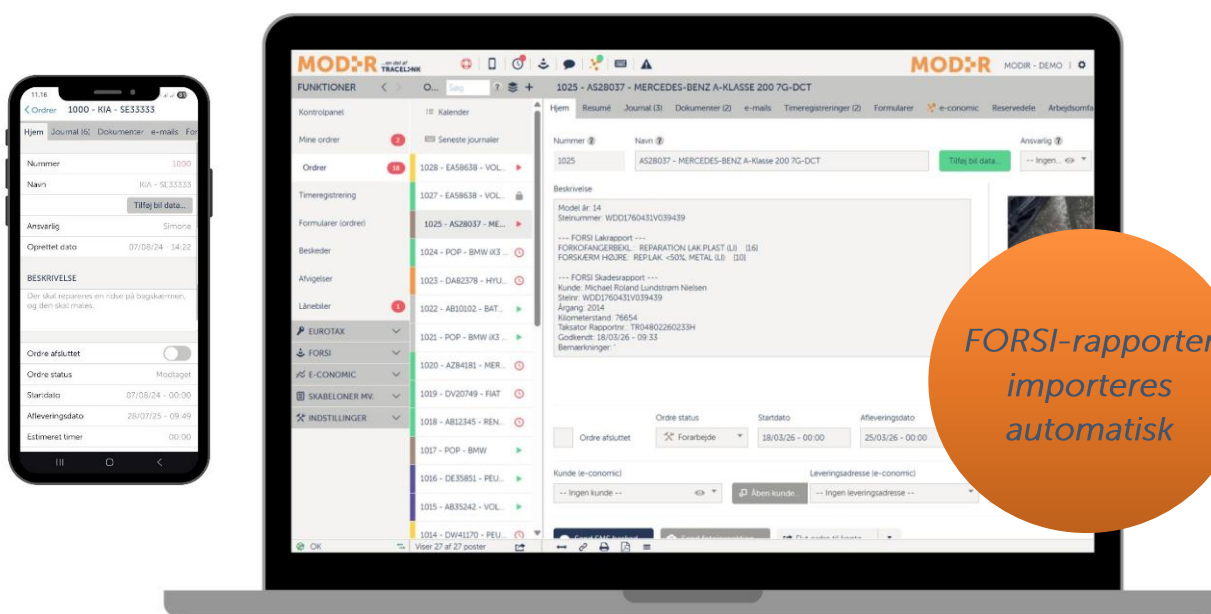 11.16
Ordrer 1000 - KIA - SE33333
Hjem Journal (6) Dokumenter e-mails For
Nummer 1000
Navn KIA - SE33333
Tilføj bil data...
Ansvarlig Simone
Oprettet dato 07/08/24 - 14:22
BESKRIVELSE
Der skal repareres en ridse på bagskærmen,
og den skal males.
Ordre afsluttet
Ordre status Modtaget
Startdato 07/08/24 - 00:00
Afleveringsdato 28/07/25 - 09:49
Estimeret timer 00:00
MODIR ...en del af TRACELINK
MODIR MODIR - DEMO
FUNKTIONER
Kontrolpanel
Mine ordrer 2
Ordrer 18
Timeregistrering
Formularer (ordrer)
Beskeder
Afvigelser
Lånebiler 1
EUROTAX
FORSI
E-CONOMIC
SKABELONER MV.
INDSTILLINGER
OK
O... Søg
Kalender
Seneste journaler
1028 - EA58638 - VOL...
1027 - EA58638 - VOL...
1025 - AS28037 - ME...
1024 - POP - BMW iX3 ...
1023 - DA82378 - HYU...
1022 - AB10102 - BAT...
1021 - POP - BMW iX3 ...
1020 - AZ84181 - MER...
1019 - DV20749 - FIAT
1018 - AB12345 - REN...
1017 - POP - BMW
1016 - DE35851 - PEU...
1015 - AB35242 - VOL...
1014 - DW41170 - PEU...
Viser 27 af 27 poster
1025 - AS28037 - MERCEDES-BENZ A-KLASSE 200 7G-DCT
Hjem Resumé Journal (3) Dokumenter (2) e-mails Timeregistreringer (2) Formularer e-conomic Reservedele Arbejdsomfa
Nummer Navn Ansvarlig
1025 AS28037 - MERCEDES-BENZ A-Klasse 200 7G-DCT Tilføj bil data... -- Ingen...
Beskrivelse
Model år: 14
Stelnummer: WDD1760431V039439
--- FORSI Lakrapport ---
FORKOFANGERBEKL.: REPARATION LAK PLAST (LI) [16]
FORSKÆRM HØJRE: REP.LAK. <50%. METAL (LI) [10]
--- FORSI Skadesrapport ---
Kunde: Michael Roland Lundstrøm Nielsen
Stelnr: WDD1760431V039439
Årgang: 2014
Kilometerstand: 76654
Taksator Rapportnr.: TR04802260233H
Godkendt: 18/03/26 - 09:33
Bemærkninger: '
Ordre status Startdato Afleveringsdato
Ordre afsluttet Forarbejde 18/03/26 - 00:00 25/03/26 - 00:00
Kunde (e-conomic) Leveringsadresse (e-conomic)
-- Ingen kunde -- Åben kunde... -- Ingen leveringsadresse --
FORSI-rapporter
importeres
automatisk